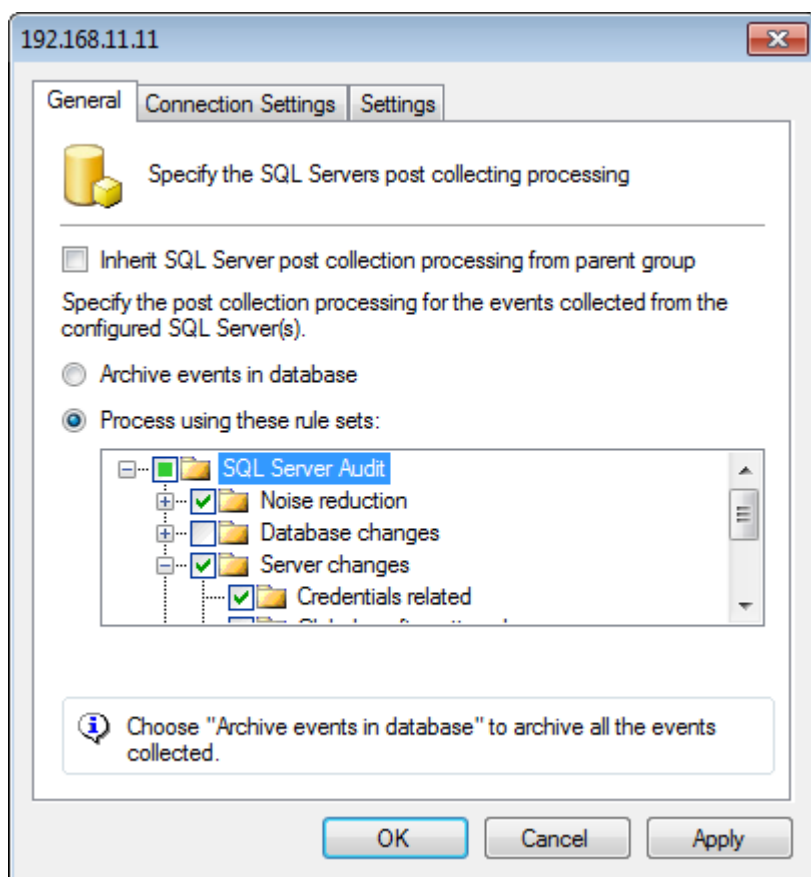 192.168.11.11
General
Connection Settings
Settings
Specify the SQL Servers post collecting processing
Inherit SQL Server post collection processing from parent group
Specify the post collection processing for the events collected from the
configured SQL Server(s).
Archive events in database
Process using these rule sets:
SQL Server Audit
Noise reduction
Database changes
Server changes
Credentials related
Choose "Archive events in database" to archive all the events
collected.
OK
Cancel
Apply